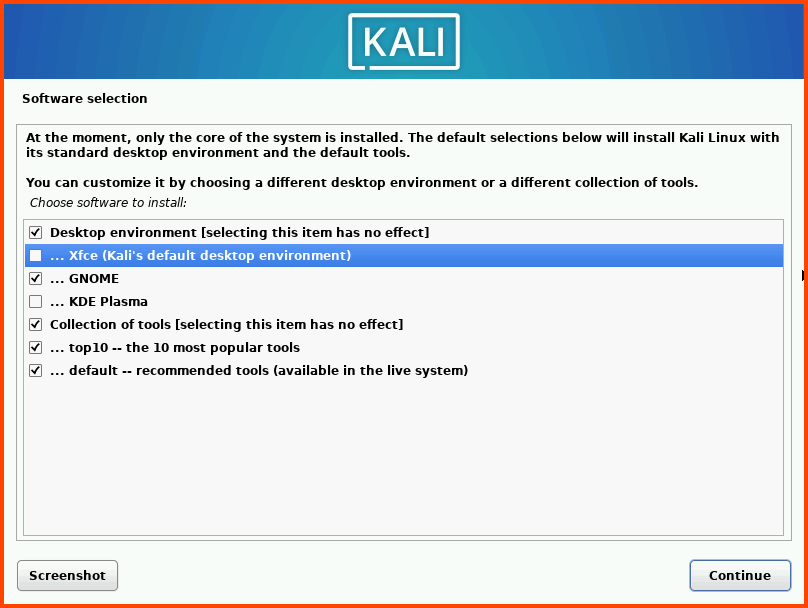 KALI
Software selection
At the moment, only the core of the system is installed. The default selections below will install Kali Linux with
its standard desktop environment and the default tools.
You can customize it by choosing a different desktop environment or a different collection of tools.
Choose software to install:
Desktop environment [selecting this item has no effect]
... Xfce (Kali's default desktop environment)
... GNOME
... KDE Plasma
Collection of tools [selecting this item has no effect]
... top10 -- the 10 most popular tools
... default -- recommended tools (available in the live system)
Screenshot
Continue